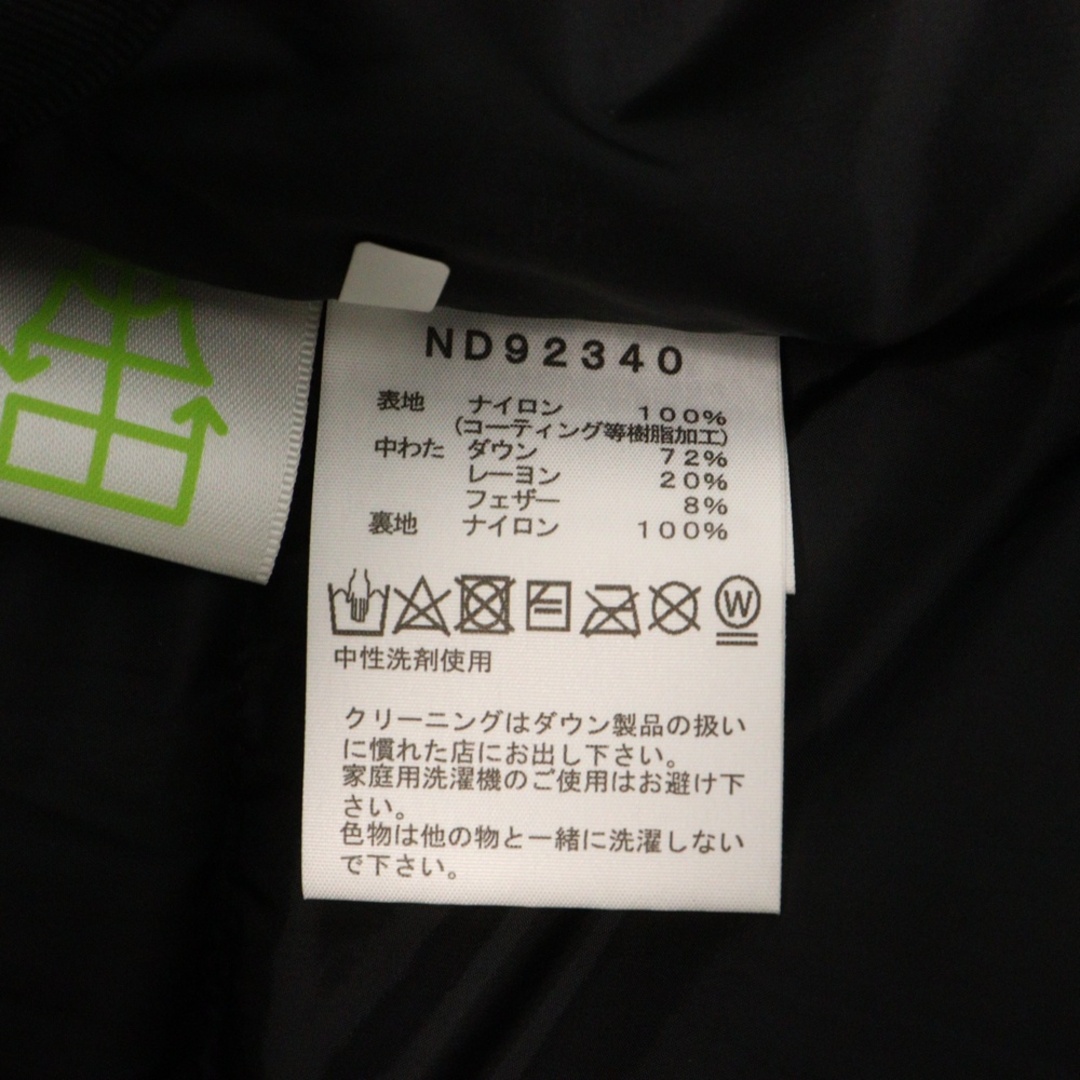 ND92340
表地 ナイロン 100%
(コーティング等樹脂加工)
中わた ダウン 72%
レーヨン 20%
フェザー 8%
裏地 ナイロン 100%
W
中性洗剤使用
クリーニングはダウン製品の扱い
に慣れた店にお出し下さい。
家庭用洗濯機のご使用はお避け下
さい。
色物は他の物と一緒に洗濯しない
で下さい。